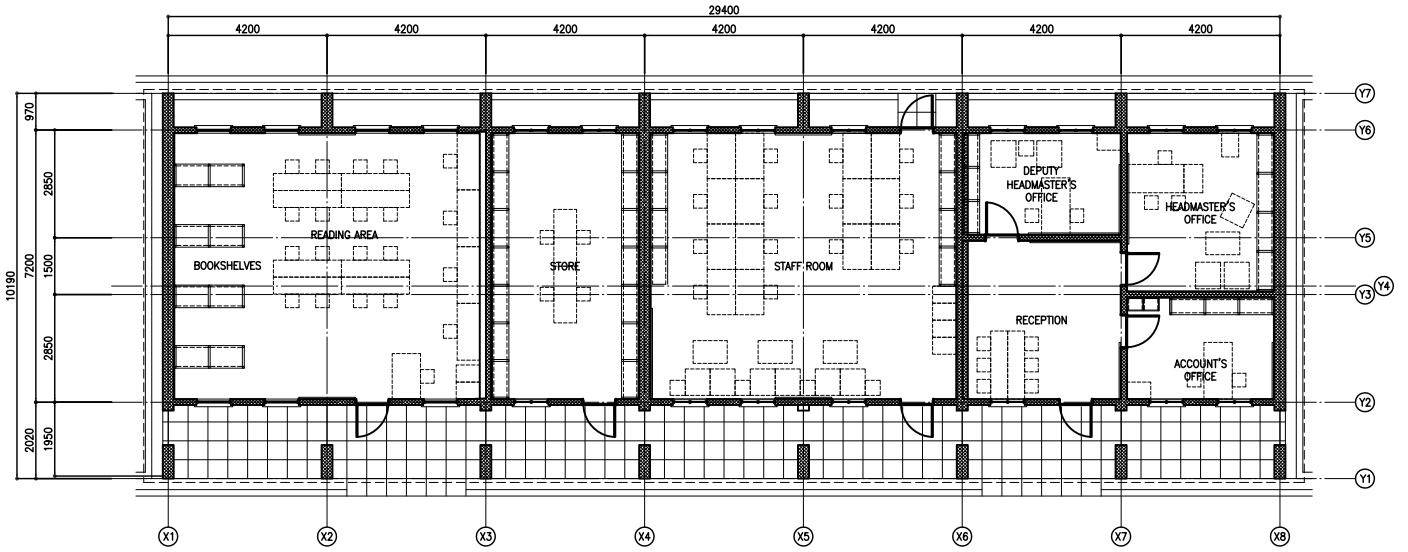 29400
4200
4200
4200
4200
4200
4200
4200
Y7
970
Y6
2850
DEPUTY
HEADMASTER'S
OFFICE
HEADMASTER'S
OFFICE
READING AREA
Y5
BOOKSHELVES
STORE
STAFF ROOM
10190
7200
1500
Y4
Y3
RECEPTION
2850
ACCOUNT'S
OFFICE
Y2
2020
1950
Y1
X1
X2
X3
X4
X5
X6
X7
X8